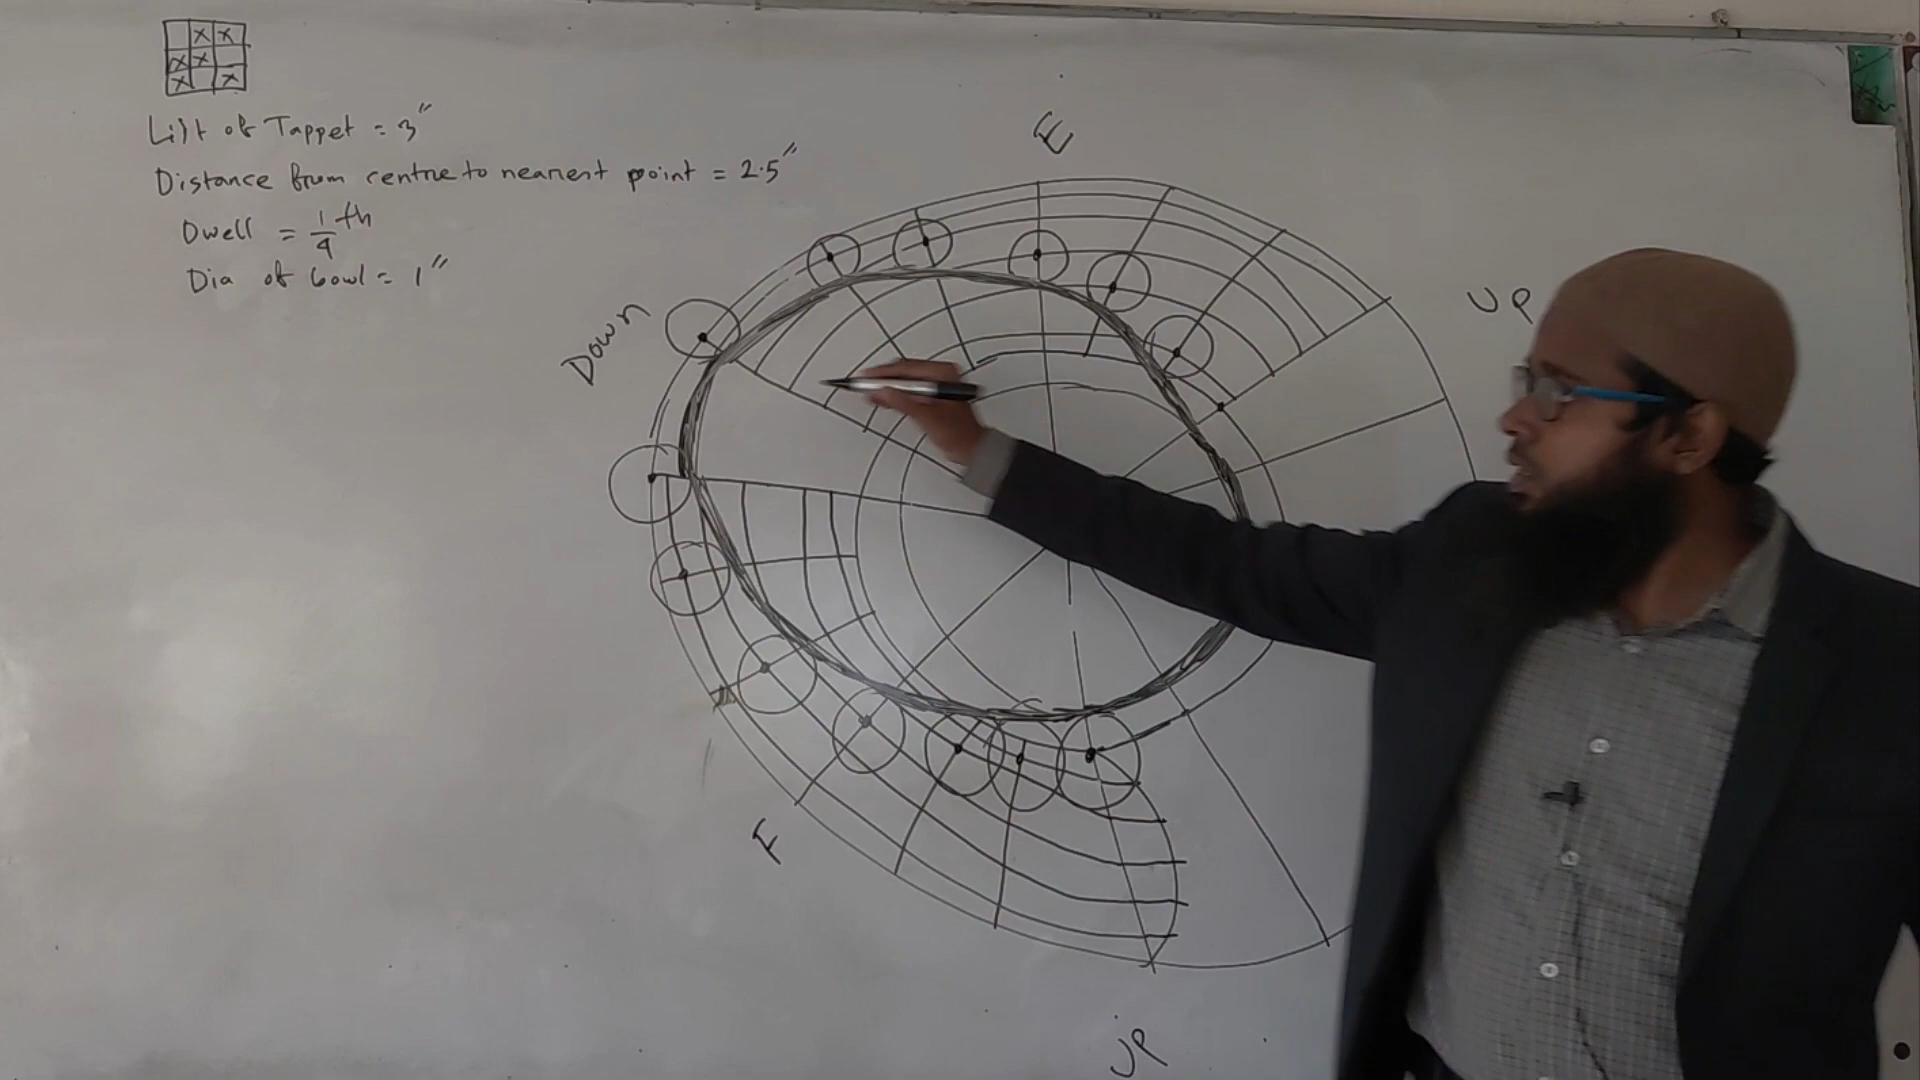 x x
x x
x x
Lift of Tappet = 3"
Distance from centre to nearest point = 2.5"
Dwell = 1/4 th
Dia of bowl = 1"
E
UP
Down
F
UP